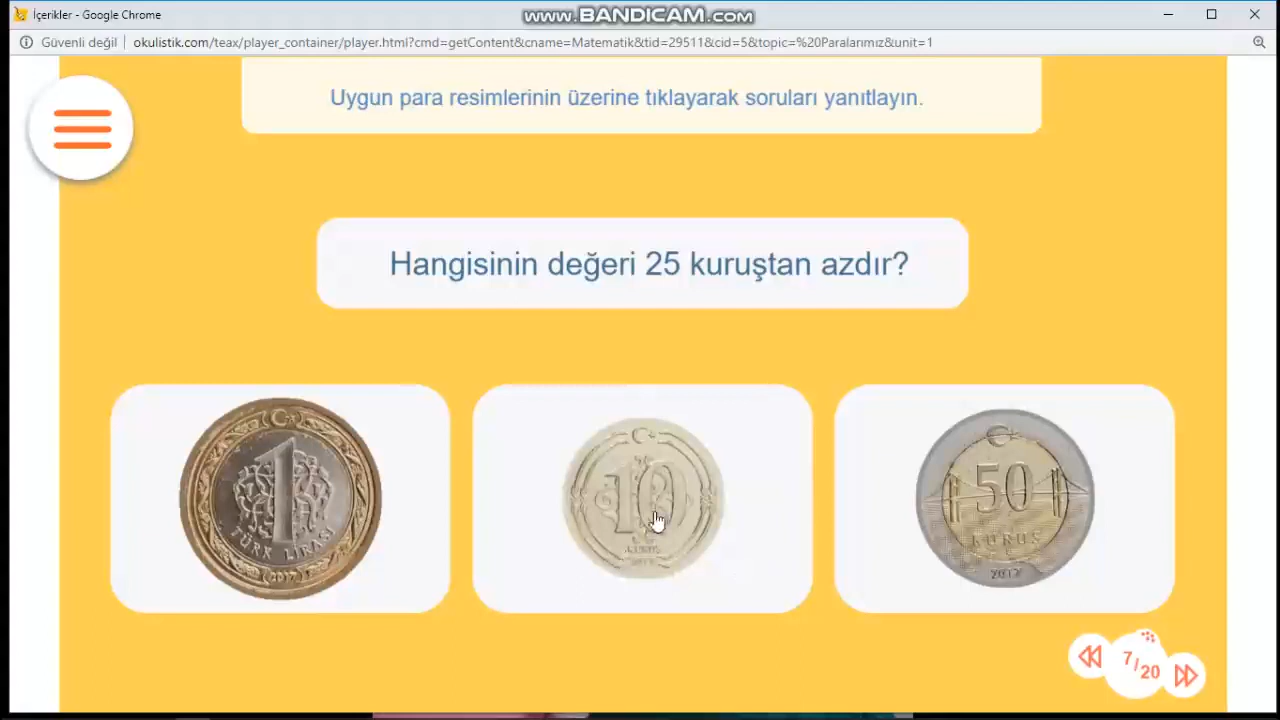 İçerikler - Google Chrome
www.BANDICAM.com
Güvenli değil
okulistik.com/teax/player_container/player.html?cmd=getContent&cname=Matematik&tid=29511&cid=5&topic=%20Paralarımız&unit=1
Uygun para resimlerinin üzerine tıklayarak soruları yanıtlayın.
Hangisinin değeri 25 kuruştan azdır?
1
TÜRK LİRASI
2017
10
50
KURUŞ
2017
7/20